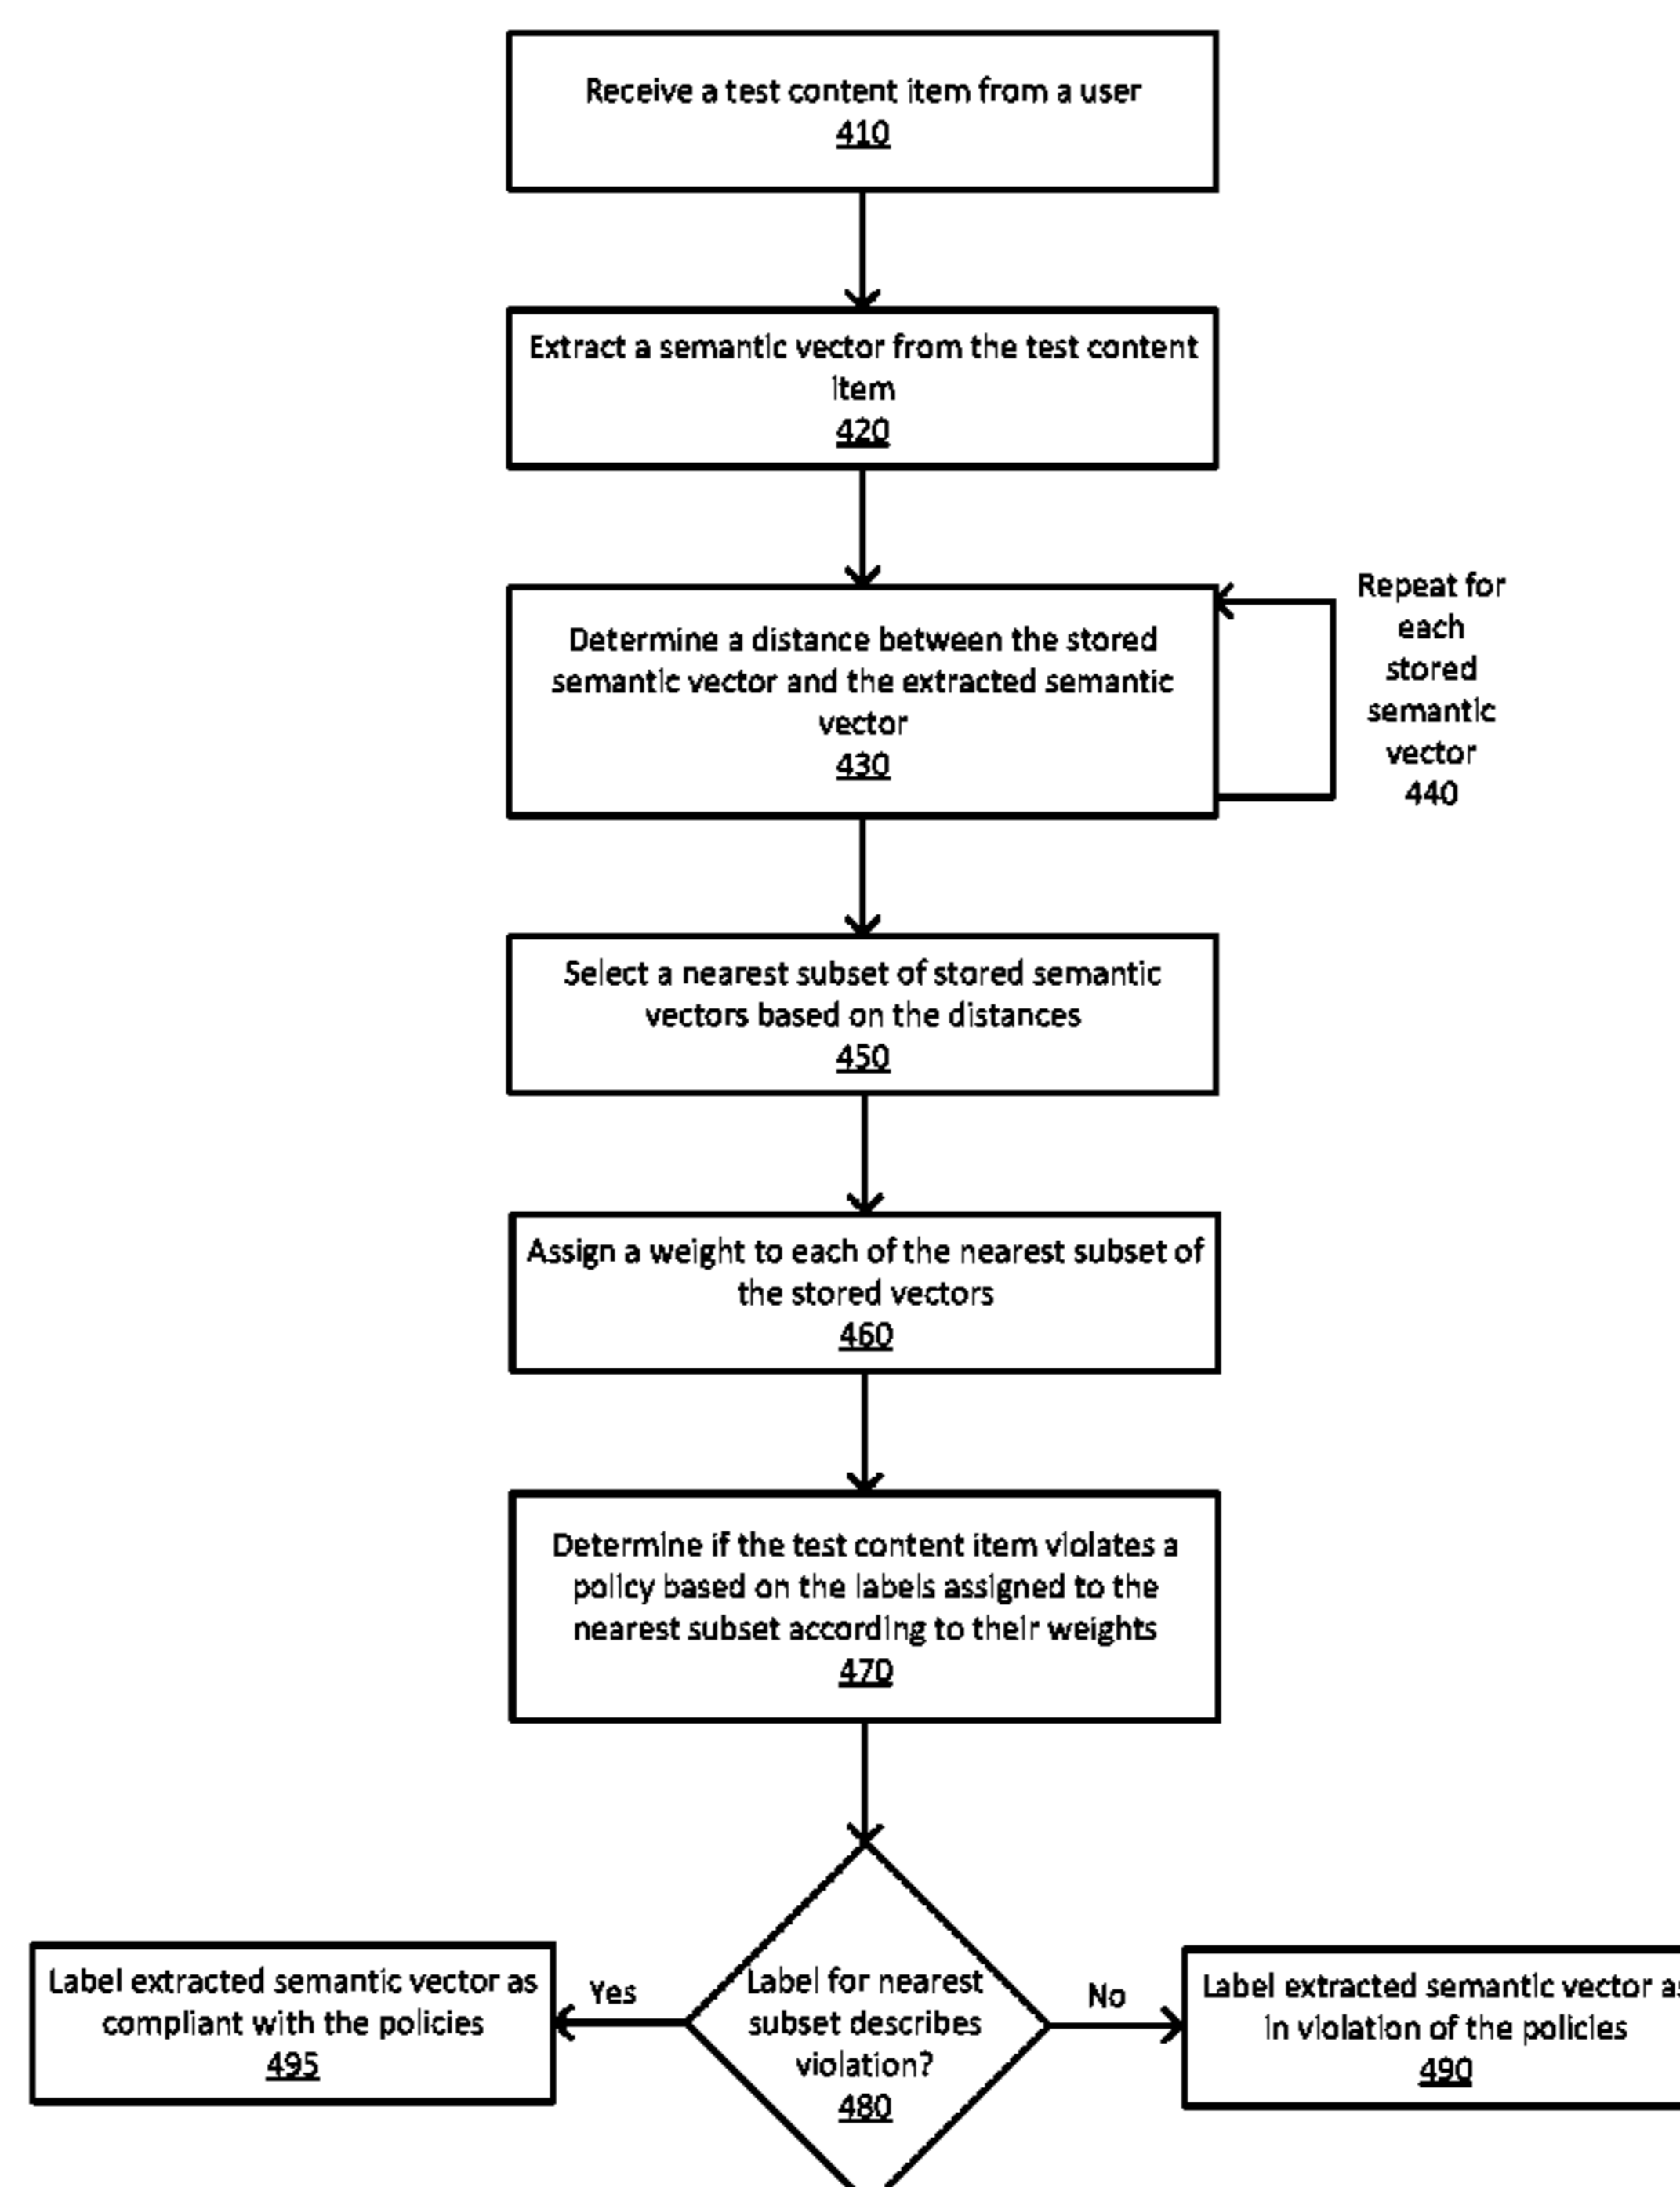 Receive a test content item from a user
410
Extract a semantic vector from the test content
item
420
Determine a distance between the stored
semantic vector and the extracted semantic
vector
430
Repeat for
each
stored
semantic
vector
440
Select a nearest subset of stored semantic
vectors based on the distances
450
Assign a weight to each of the nearest subset of
the stored vectors
460
Determine if the test content item violates a
policy based on the labels assigned to the
nearest subset according to their weights
470
Label for nearest
subset describes
violation?
480
Yes
Label extracted semantic vector as
compliant with the policies
495
No
Label extracted semantic vector as
in violation of the policies
490